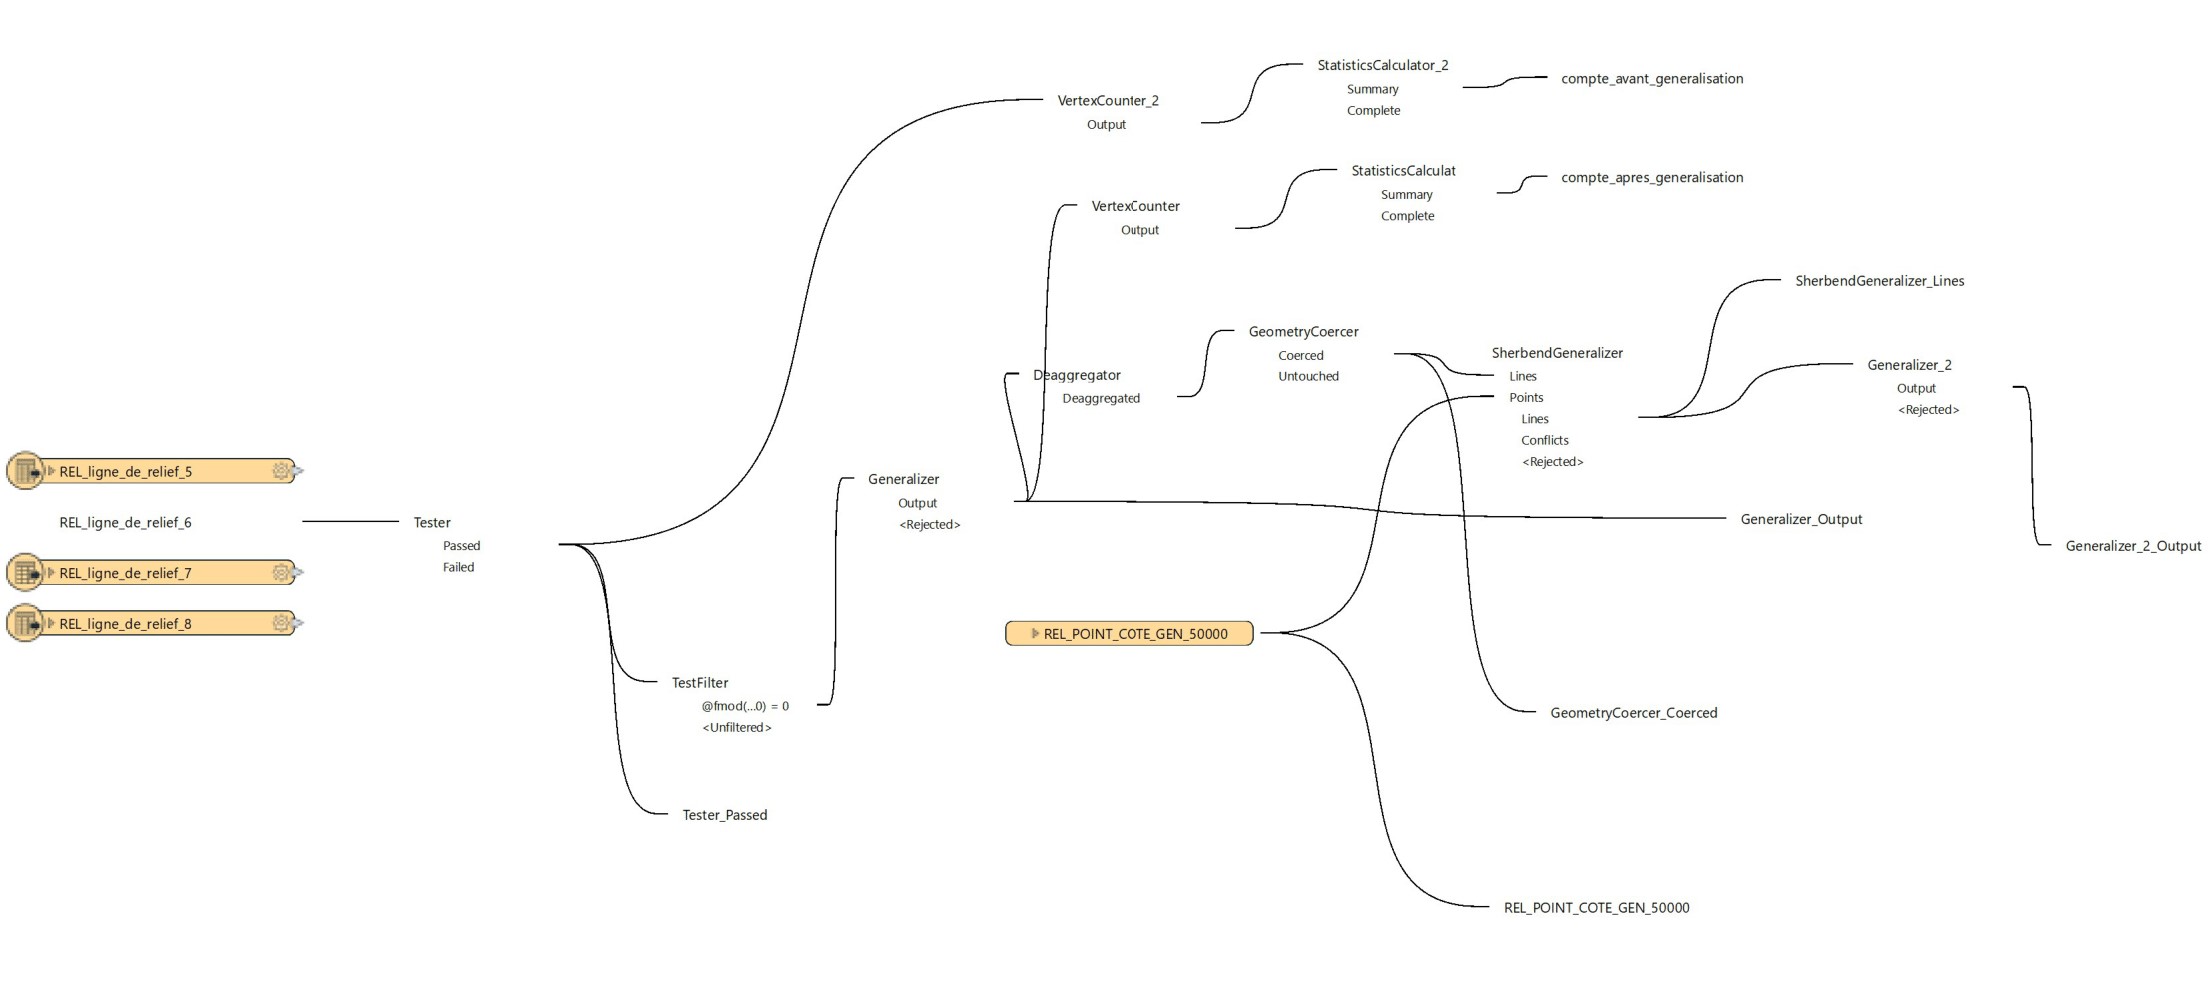 StatisticsCalculator_2
Summary
Complete
compte_avant_generalisation
VertexCounter_2
Output
StatisticsCalculat
Summary
Complete
compte_apres_generalisation
VertexCounter
Output
SherbendGeneralizer_Lines
GeometryCoercer
Coerced
Untouched
SherbendGeneralizer
Lines
Points
Lines
Conflicts
<Rejected>
Generalizer_2
Output
<Rejected>
Deaggregator
Deaggregated
REL_ligne_de_relief_5
REL_ligne_de_relief_6
REL_ligne_de_relief_7
REL_ligne_de_relief_8
Tester
Passed
Failed
Generalizer
Output
<Rejected>
Generalizer_Output
Generalizer_2_Output
REL_POINT_COTE_GEN_50000
TestFilter
@fmod(...0) = 0
<Unfiltered>
GeometryCoercer_Coerced
Tester_Passed
REL_POINT_COTE_GEN_50000